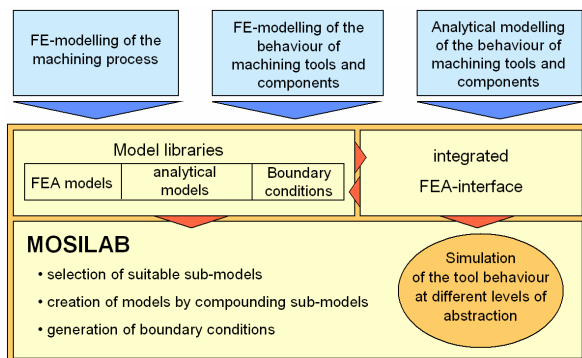 FE-modelling of the
machining process
FE-modelling of the
behaviour of
machining tools and
components
Analytical modelling
of the behaviour of
machining tools and
components
Model libraries
FEA models
analytical
models
Boundary
conditions
integrated
FEA-interface
MOSILAB
• selection of suitable sub-models
• creation of models by compounding sub-models
• generation of boundary conditions
Simulation
of the tool behaviour
at different levels of
abstraction